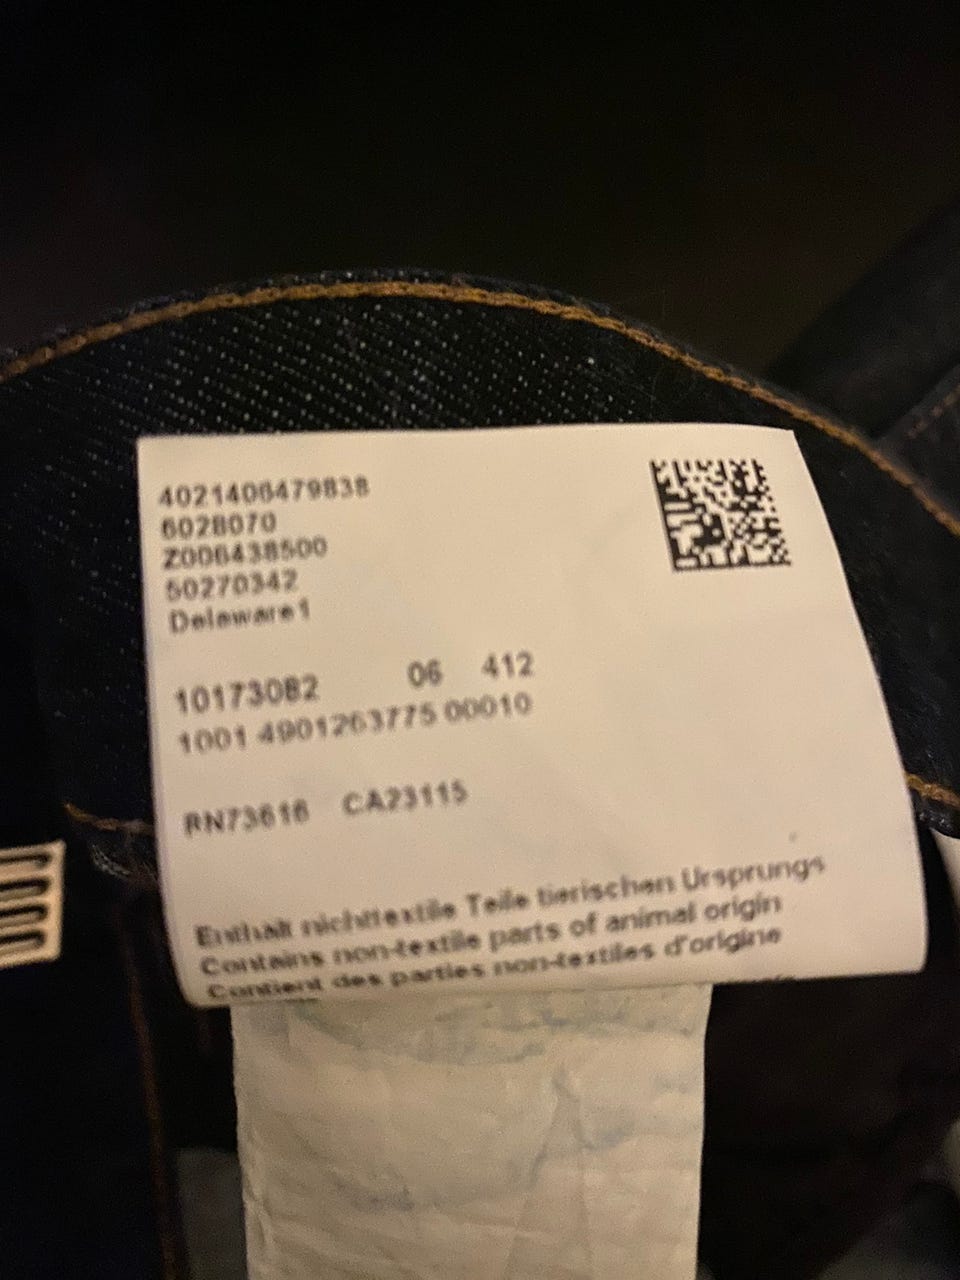 4021406479838
6028070
Z006438500
50270342
Delaware1
10173082 06 412
1001 4901263775 00010
RN73616 CA23115
Enthält nichttextile Teile tierischen Ursprungs
Contains non-textile parts of animal origin
Contient des parties non-textiles d'origine